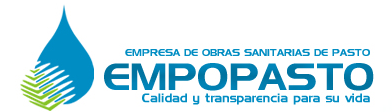 EMPRESA DE OBRAS SANITARIAS DE PASTO
EMPOPASTO
Calidad y transparencia para su vida